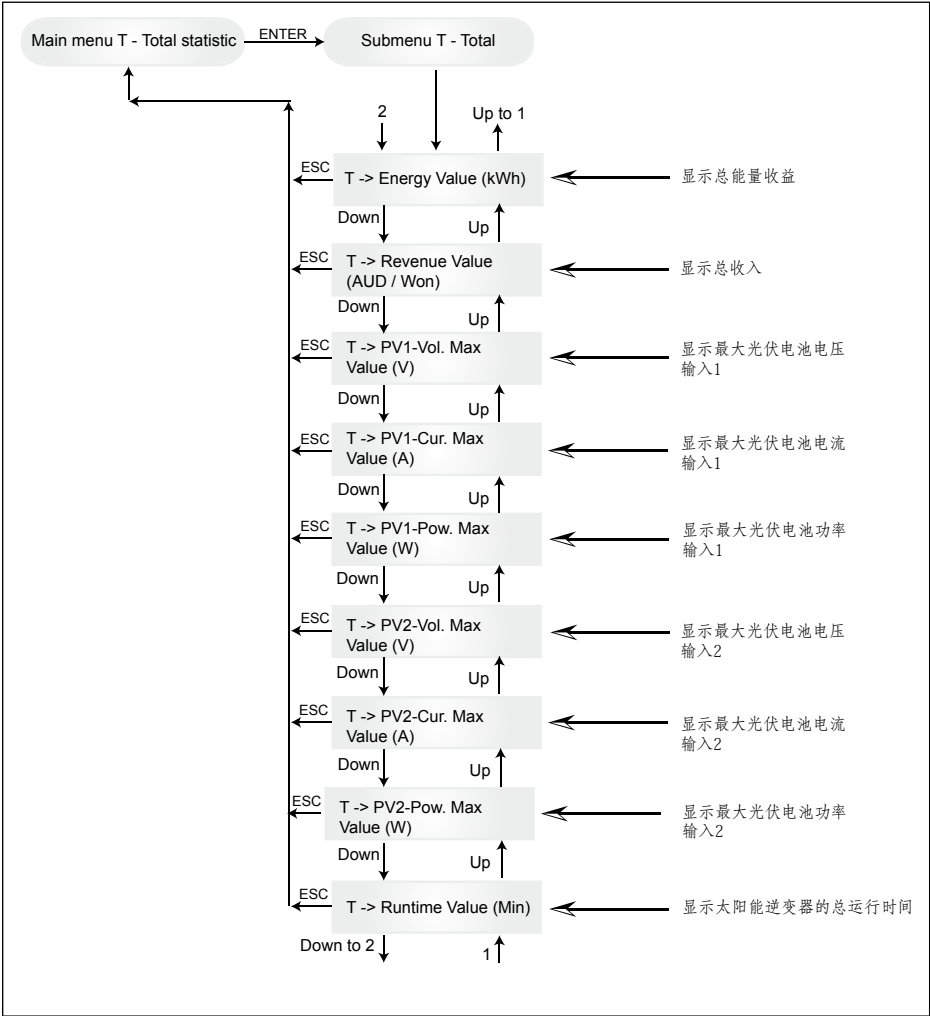 Main menu T - Total statistic
ENTER
Submenu T - Total
2
Up to 1
ESC
T -> Energy Value (kWh)
显示总能量收益
Down
Up
ESC
T -> Revenue Value
(AUD / Won)
显示总收入
Down
Up
ESC
T -> PV1-Vol. Max
Value (V)
显示最大光伏电池电压
输入1
Down
Up
ESC
T -> PV1-Cur. Max
Value (A)
显示最大光伏电池电流
输入1
Down
Up
ESC
T -> PV1-Pow. Max
Value (W)
显示最大光伏电池功率
输入1
Down
Up
ESC
T -> PV2-Vol. Max
Value (V)
显示最大光伏电池电压
输入2
Down
Up
ESC
T -> PV2-Cur. Max
Value (A)
显示最大光伏电池电流
输入2
Down
Up
ESC
T -> PV2-Pow. Max
Value (W)
显示最大光伏电池功率
输入2
Down
Up
ESC
T -> Runtime Value (Min)
显示太阳能逆变器的总运行时间
Down to 2
1